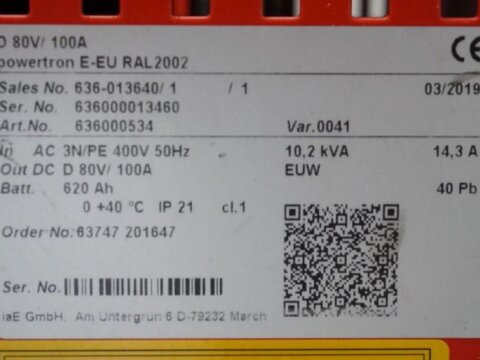 D 80V/ 100A
powertron E-EU RAL2002
CE
Sales No. 636-013640/ 1 / 1 03/2019
Ser. No. 636000013460
Art.No. 636000534 Var.0041
In AC 3N/PE 400V 50Hz 10,2 kVA 14,3 A
Out DC D 80V/ 100A EUW
Batt. 620 Ah 40 Pb
0 +40 °C IP 21 cl.1
Order No:63747 201647
Ser. No.
iaE GmbH. Am Untergrun 6 D-79232 March